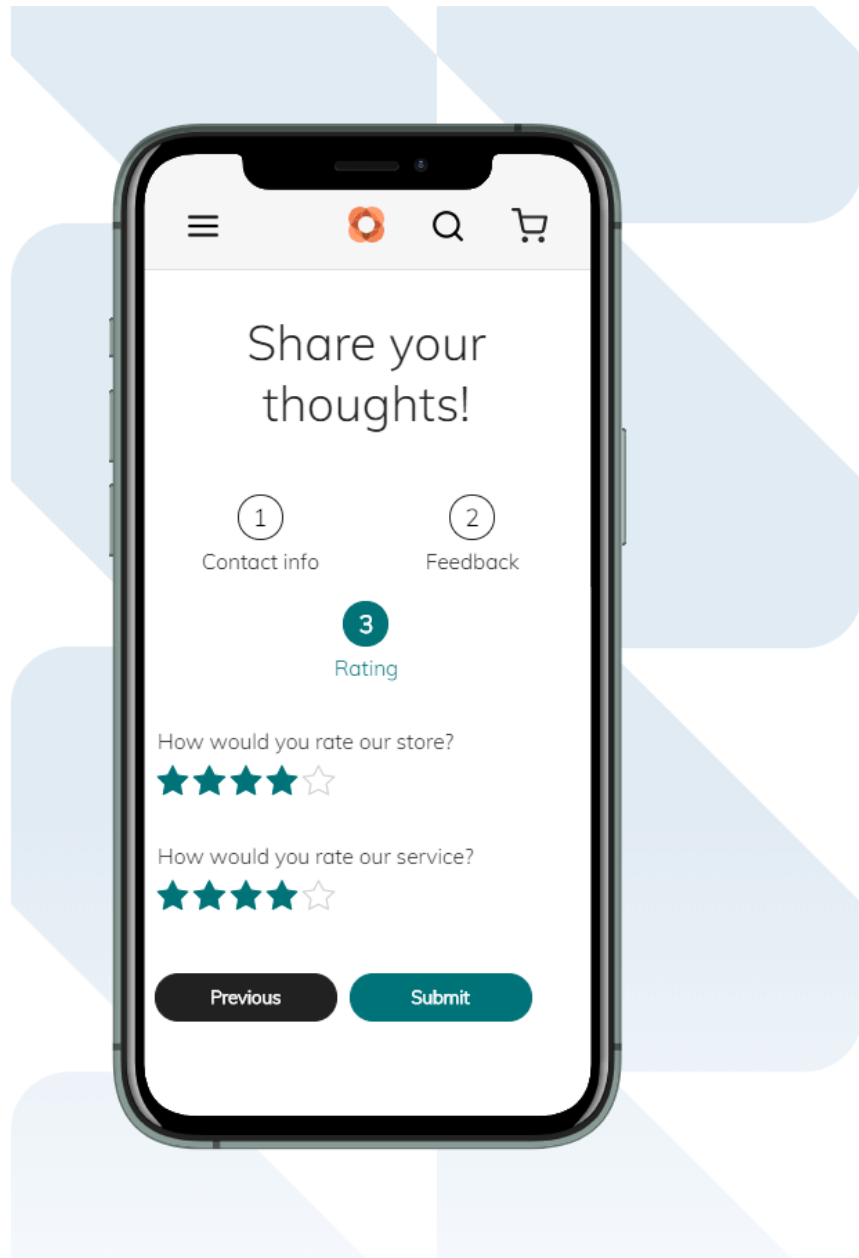 Share your
thoughts!
1
2
Contact info
Feedback
3
Rating
How would you rate our store?
How would you rate our service?
Previous
Submit